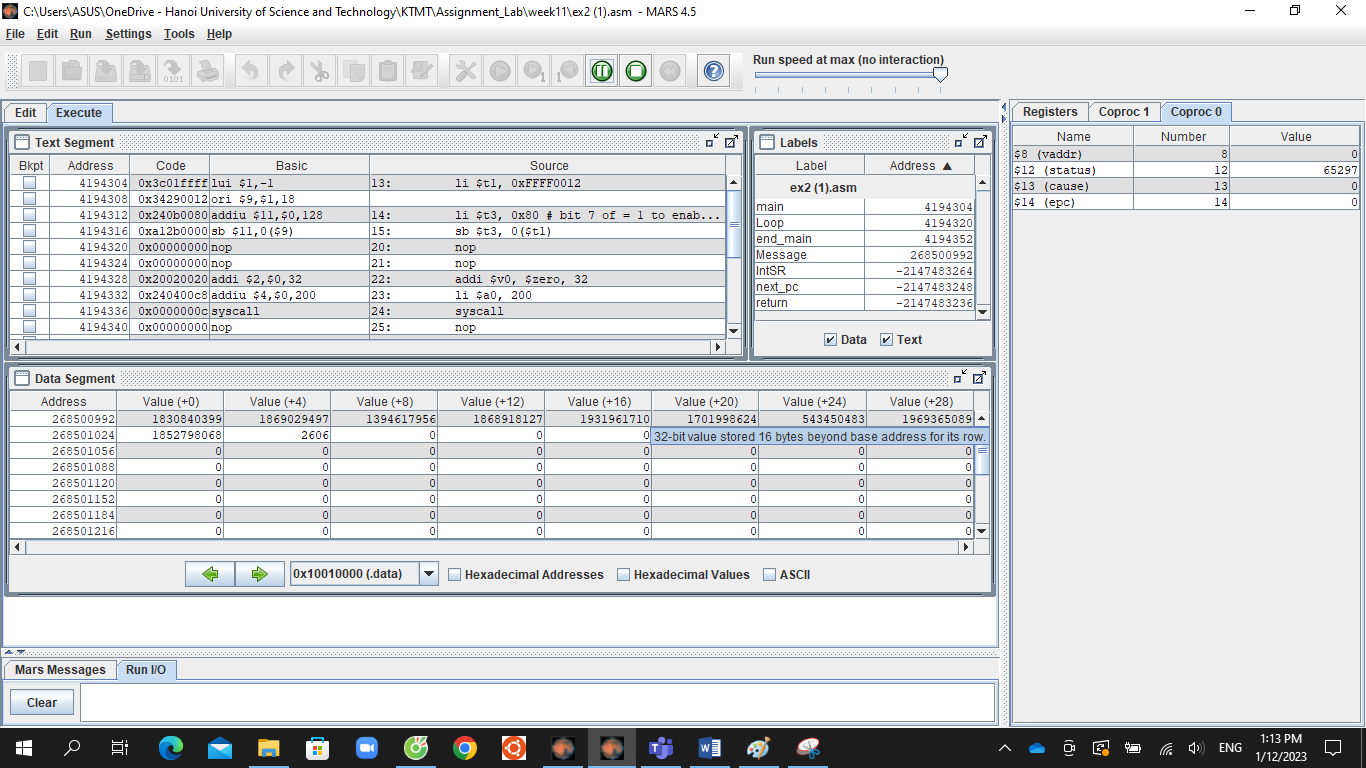 C:\Users\ASUS\OneDrive - Hanoi University of Science and Technology\KTMT\Assignment_Lab\week11\ex2 (1).asm - MARS 4.5
File Edit Run Settings Tools Help
Run speed at max (no interaction)
Edit Execute
Text Segment
Bkpt Address Code Basic Source
4194304 0x3c01ffff lui $1,-1 13: li $t1, 0xFFFF0012
4194308 0x34290012 ori $9,$1,18
4194312 0x240b0080 addiu $11,$0,128 14: li $t3, 0x80 # bit 7 of = 1 to enab...
4194316 0xa12b0000 sb $11,0($9) 15: sb $t3, 0($t1)
4194320 0x00000000 nop 20: nop
4194324 0x00000000 nop 21: nop
4194328 0x20020020 addi $2,$0,32 22: addi $v0, $zero, 32
4194332 0x240400c8 addiu $4,$0,200 23: li $a0, 200
4194336 0x0000000c syscall 24: syscall
4194340 0x00000000 nop 25: nop
Labels
Label Address ▲
ex2 (1).asm
main 4194304
Loop 4194320
end_main 4194352
Message 268500992
IntSR -2147483264
next_pc -2147483248
return -2147483236
Data Text
Data Segment
Address Value (+0) Value (+4) Value (+8) Value (+12) Value (+16) Value (+20) Value (+24) Value (+28)
268500992 1830840399 1869029497 1394617956 1868918127 1931961710 1701998624 543450483 1969365089
268501024 1852798068 2606 0 0 0 32-bit value stored 16 bytes beyond base address for its row.
268501056 0 0 0 0 0 0 0 0
268501088 0 0 0 0 0 0 0 0
268501120 0 0 0 0 0 0 0 0
268501152 0 0 0 0 0 0 0 0
268501184 0 0 0 0 0 0 0 0
268501216 0 0 0 0 0 0 0 0
0x10010000 (.data) Hexadecimal Addresses Hexadecimal Values ASCII
Mars Messages Run I/O
Clear
Registers Coproc 1 Coproc 0
Name Number Value
$8 (vaddr) 8 0
$12 (status) 12 65297
$13 (cause) 13 0
$14 (epc) 14 0
ENG
1:13 PM
1/12/2023